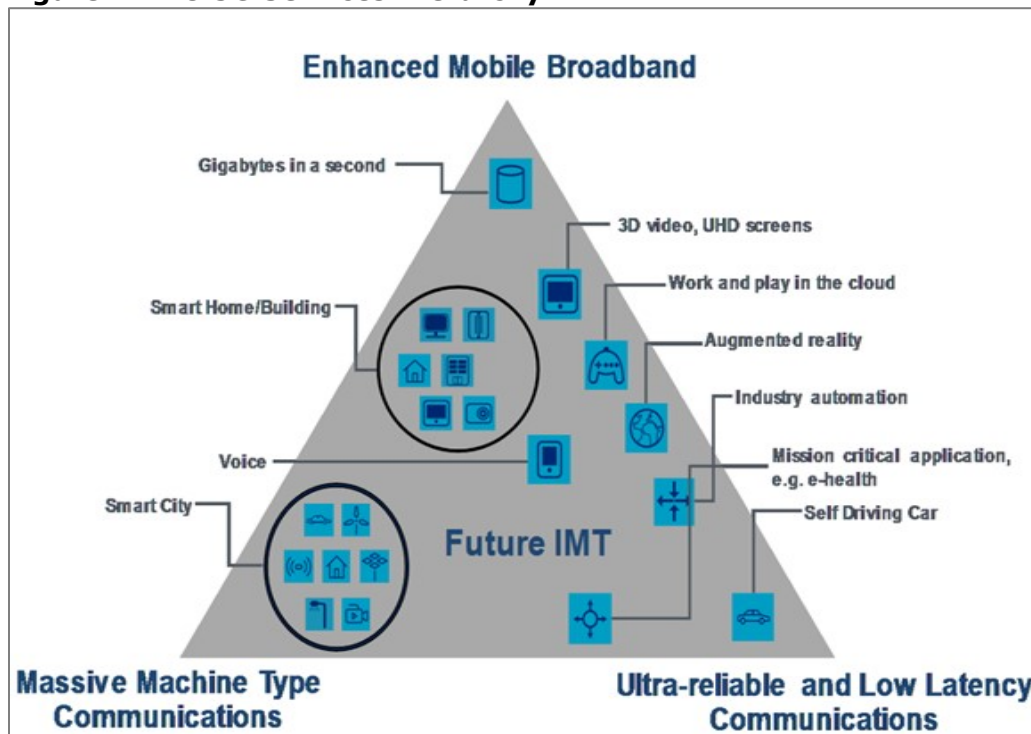 Enhanced Mobile Broadband
Gigabytes in a second
3D video, UHD screens
Work and play in the cloud
Smart Home/Building
Augmented reality
Industry automation
Voice
Mission critical application,
e.g. e-health
Smart City
Self Driving Car
Future IMT
Massive Machine Type
Communications
Ultra-reliable and Low Latency
Communications